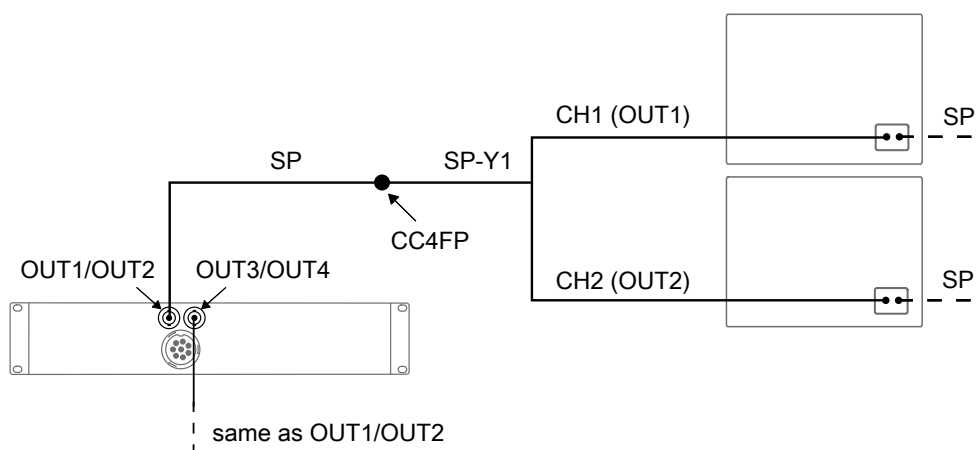 CH1 (OUT1)
SP
SP
SP-Y1
CC4FP
OUT1/OUT2
OUT3/OUT4
CH2 (OUT2)
SP
same as OUT1/OUT2